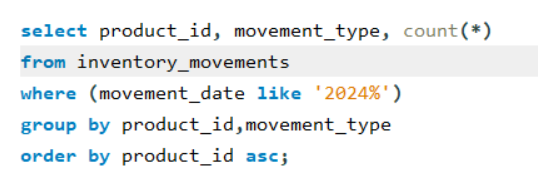 select product_id, movement_type, count(*)
from inventory_movements
where (movement_date like '2024%')
group by product_id,movement_type
order by product_id asc;